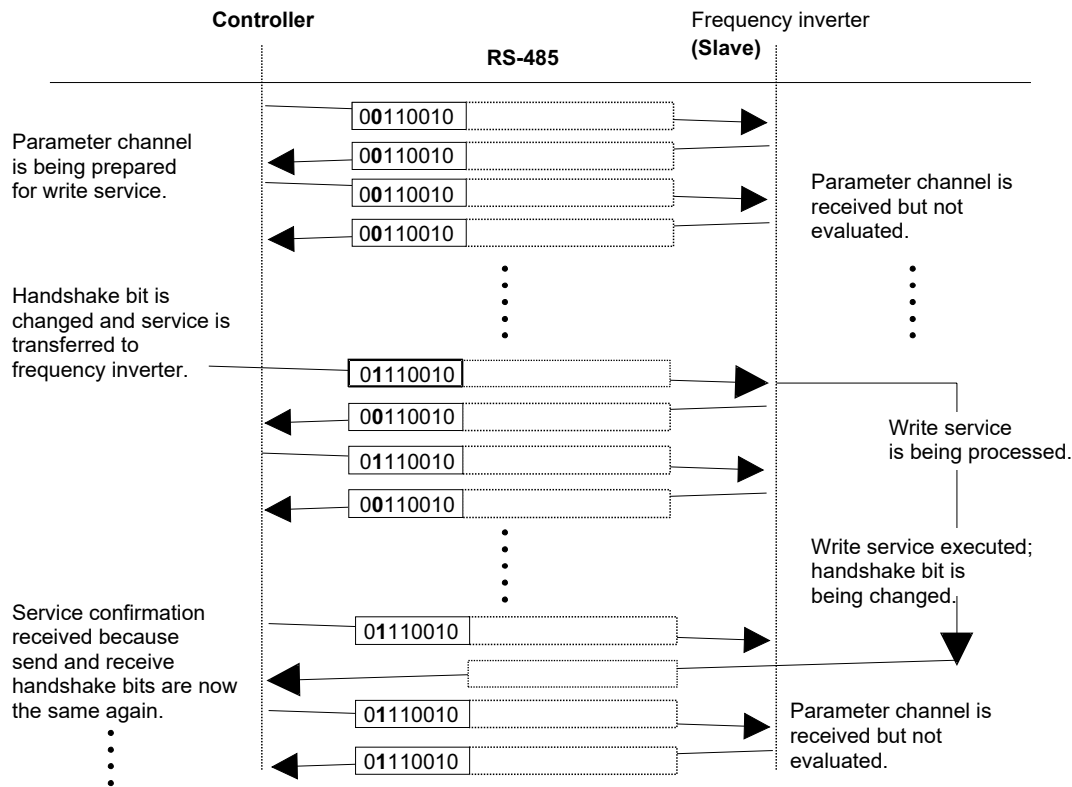 Controller
Frequency inverter
(Slave)
RS-485
00110010
Parameter channel
is being prepared
for write service.
00110010
00110010
00110010
Parameter channel is
received but not
evaluated.
Handshake bit is
changed and service is
transferred to
frequency inverter.
01110010
00110010
01110010
00110010
Write service
is being processed.
Write service executed;
handshake bit is
being changed.
Service confirmation
received because
send and receive
handshake bits are now
the same again.
01110010
01110010
01110010
Parameter channel is
received but not
evaluated.